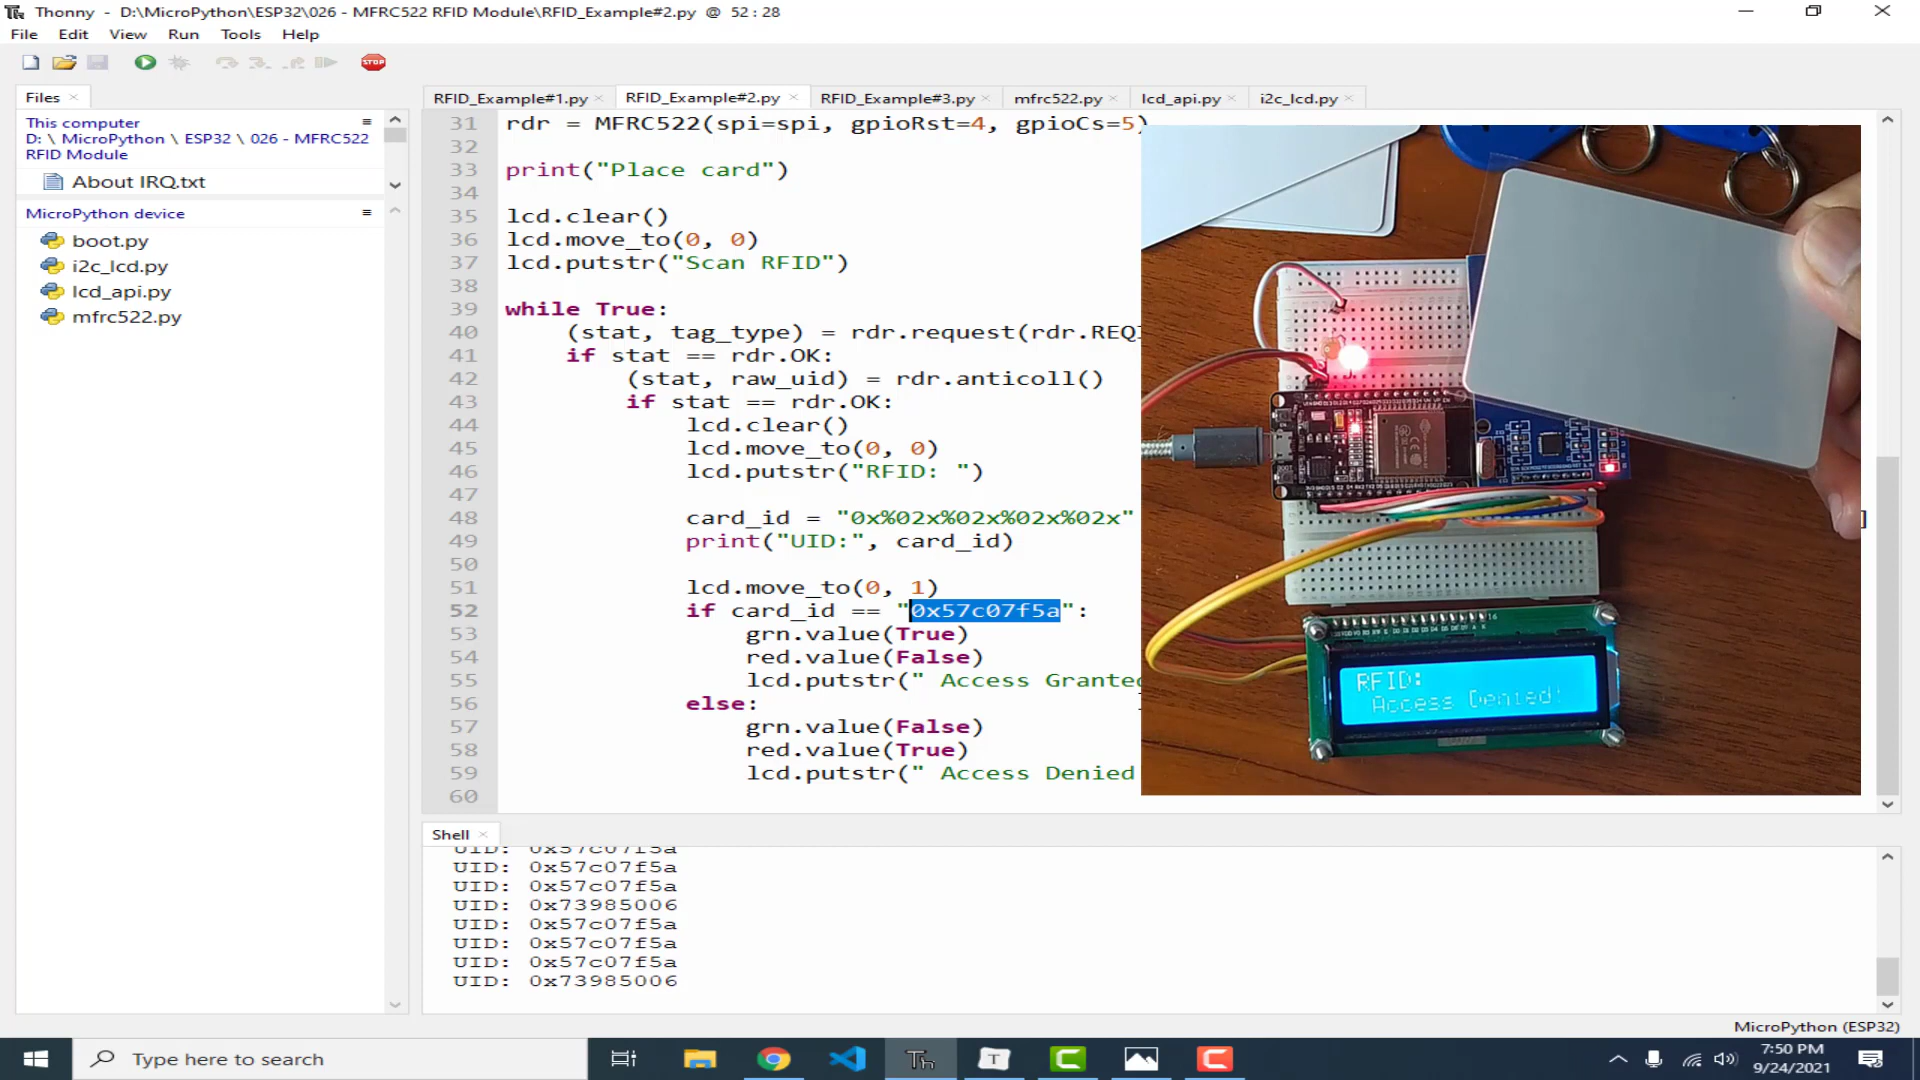 Thonny - D:\MicroPython\ESP32\026 - MFRC522 RFID Module\RFID_Example#2.py @ 52 : 28
File Edit View Run Tools Help
STOP
Files
This computer
D: \ MicroPython \ ESP32 \ 026 - MFRC522
RFID Module
About IRQ.txt
MicroPython device
boot.py
i2c_lcd.py
lcd_api.py
mfrc522.py
RFID_Example#1.py RFID_Example#2.py RFID_Example#3.py mfrc522.py lcd_api.py i2c_lcd.py
31 rdr = MFRC522(spi=spi, gpioRst=4, gpioCs=5)
32
33 print("Place card")
34
35 lcd.clear()
36 lcd.move_to(0, 0)
37 lcd.putstr("Scan RFID")
38
39 while True:
40 (stat, tag_type) = rdr.request(rdr.REQI
41 if stat == rdr.OK:
42 (stat, raw_uid) = rdr.anticoll()
43 if stat == rdr.OK:
44 lcd.clear()
45 lcd.move_to(0, 0)
46 lcd.putstr("RFID: ")
47
48 card_id = "0x%02x%02x%02x%02x" ]
49 print("UID:", card_id)
50
51 lcd.move_to(0, 1)
52 if card_id == "0x57c07f5a":
53 grn.value(True)
54 red.value(False)
55 lcd.putstr(" Access Granted
56 else:
57 grn.value(False)
58 red.value(True)
59 lcd.putstr(" Access Denied
60
RFID:
Access Denied!
Shell
UID: 0x57c07f5a
UID: 0x57c07f5a
UID: 0x57c07f5a
UID: 0x73985006
UID: 0x57c07f5a
UID: 0x57c07f5a
UID: 0x57c07f5a
UID: 0x73985006
MicroPython (ESP32)
Type here to search
7:50 PM
9/24/2021